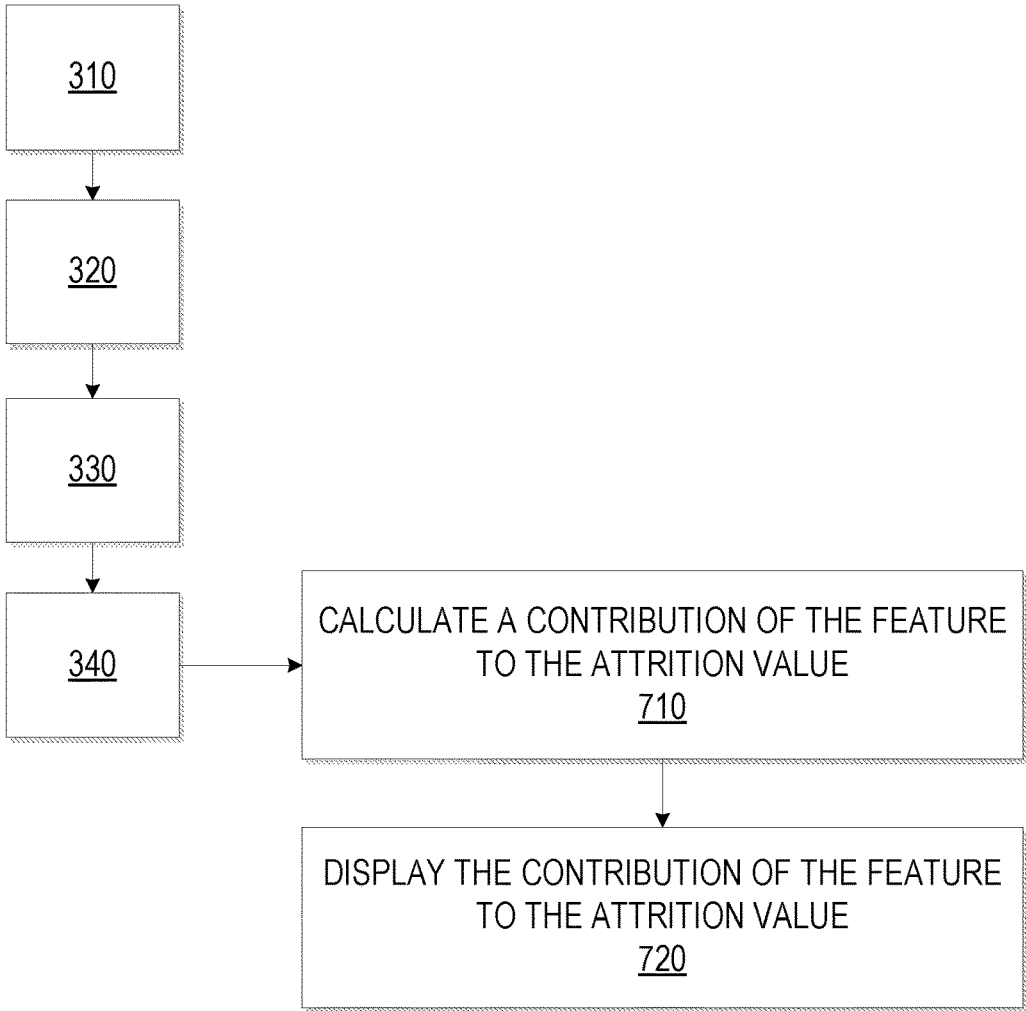 310
320
330
340
CALCULATE A CONTRIBUTION OF THE FEATURE
TO THE ATTRITION VALUE
710
DISPLAY THE CONTRIBUTION OF THE FEATURE
TO THE ATTRITION VALUE
720